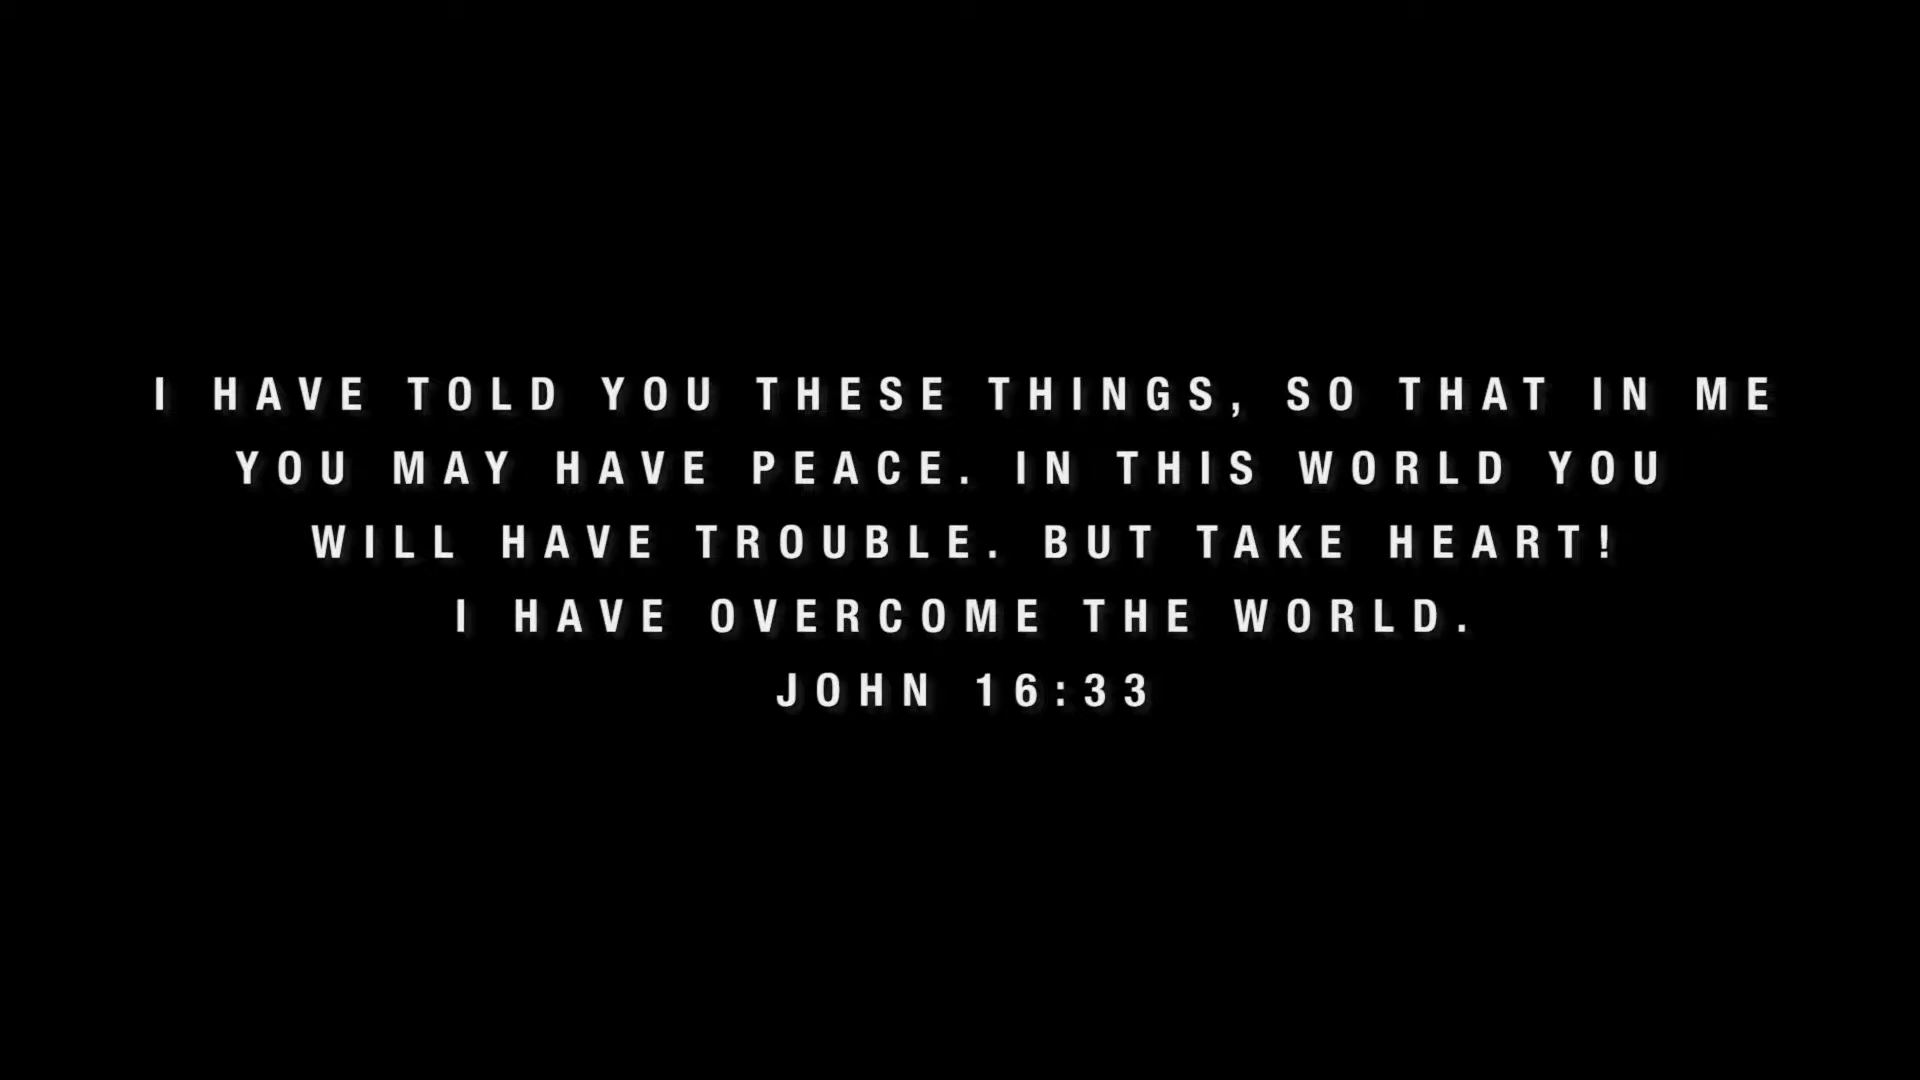 I HAVE TOLD YOU THESE THINGS, SO THAT IN ME
YOU MAY HAVE PEACE. IN THIS WORLD YOU
WILL HAVE TROUBLE. BUT TAKE HEART!
I HAVE OVERCOME THE WORLD.
JOHN 16:33